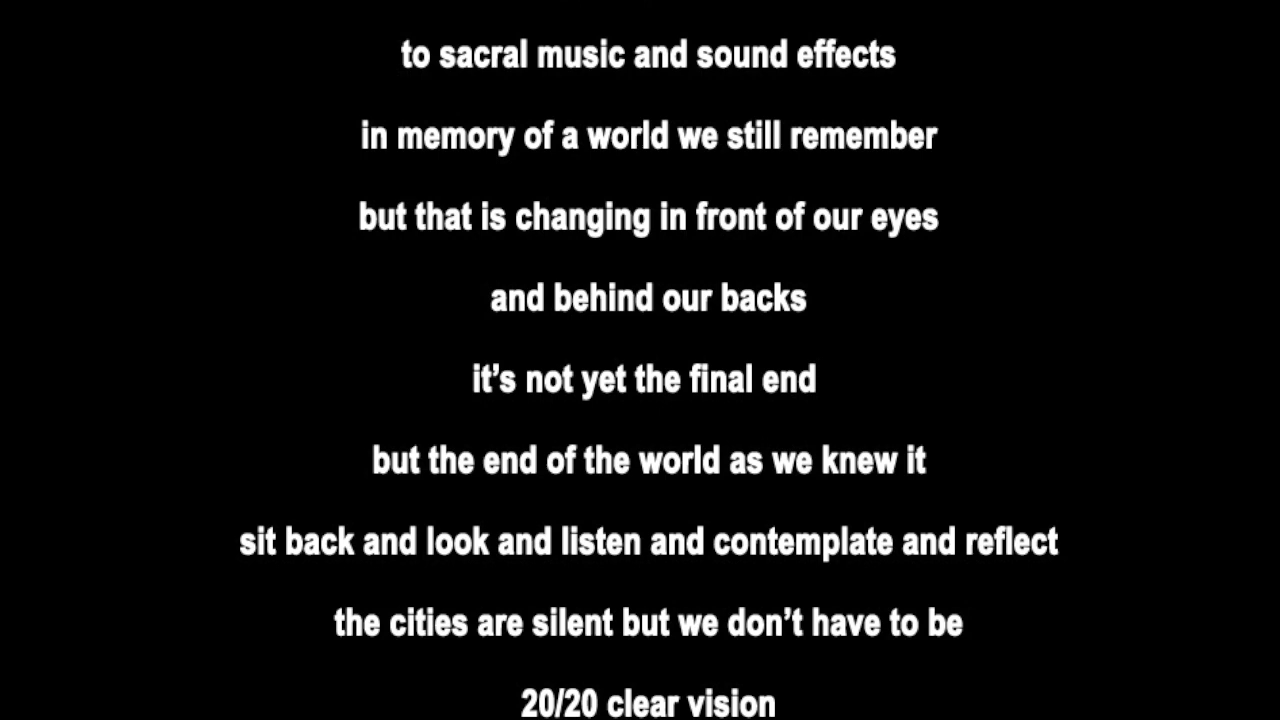 to sacral music and sound effects
in memory of a world we still remember
but that is changing in front of our eyes
and behind our backs
it’s not yet the final end
but the end of the world as we knew it
sit back and look and listen and contemplate and reflect
the cities are silent but we don’t have to be
20/20 clear vision